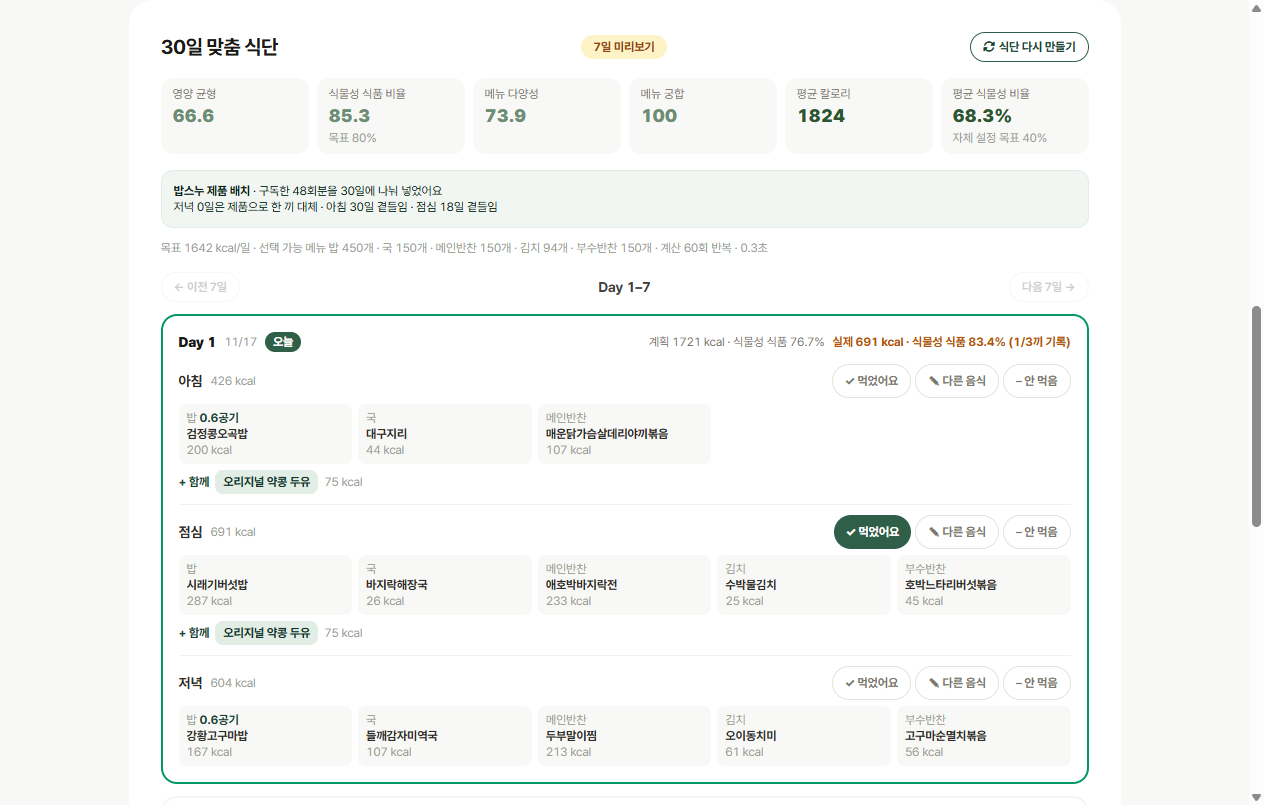 30일 맞춤 식단
7일 미리보기
식단 다시 만들기
영양 균형
66.6
식물성 식품 비율
85.3
목표 80%
메뉴 다양성
73.9
메뉴 궁합
100
평균 칼로리
1824
평균 식물성 비율
68.3%
자체 설정 목표 40%
밥스누 제품 배치 · 구독한 48회분을 30일에 나눠 넣었어요
저녁 0일은 제품으로 한 끼 대체 · 아침 30일 곁들임 · 점심 18일 곁들임
목표 1642 kcal/일 · 선택 가능 메뉴 밥 450개 · 국 150개 · 메인반찬 150개 · 김치 94개 · 부수반찬 150개 · 계산 60회 반복 · 0.3초
← 이전 7일
Day 1–7
다음 7일 →
Day 1 11/17 오늘
계획 1721 kcal · 식물성 식품 76.7% 실제 691 kcal · 식물성 식품 83.4% (1/3끼 기록)
아침 426 kcal
✓ 먹었어요
✎ 다른 음식
– 안 먹음
밥 0.6공기
검정콩오곡밥
200 kcal
국
대구지리
44 kcal
메인반찬
매운닭가슴살데리야끼볶음
107 kcal
+ 함께 오리지널 약콩 두유 75 kcal
점심 691 kcal
✓ 먹었어요
✎ 다른 음식
– 안 먹음
밥
시래기버섯밥
287 kcal
국
바지락해장국
26 kcal
메인반찬
애호박바지락전
233 kcal
김치
수박물김치
25 kcal
부수반찬
호박느타리버섯볶음
45 kcal
+ 함께 오리지널 약콩 두유 75 kcal
저녁 604 kcal
✓ 먹었어요
✎ 다른 음식
– 안 먹음
밥 0.6공기
강황고구마밥
167 kcal
국
들깨감자미역국
107 kcal
메인반찬
두부말이찜
213 kcal
김치
오이동치미
61 kcal
부수반찬
고구마순멸치볶음
56 kcal